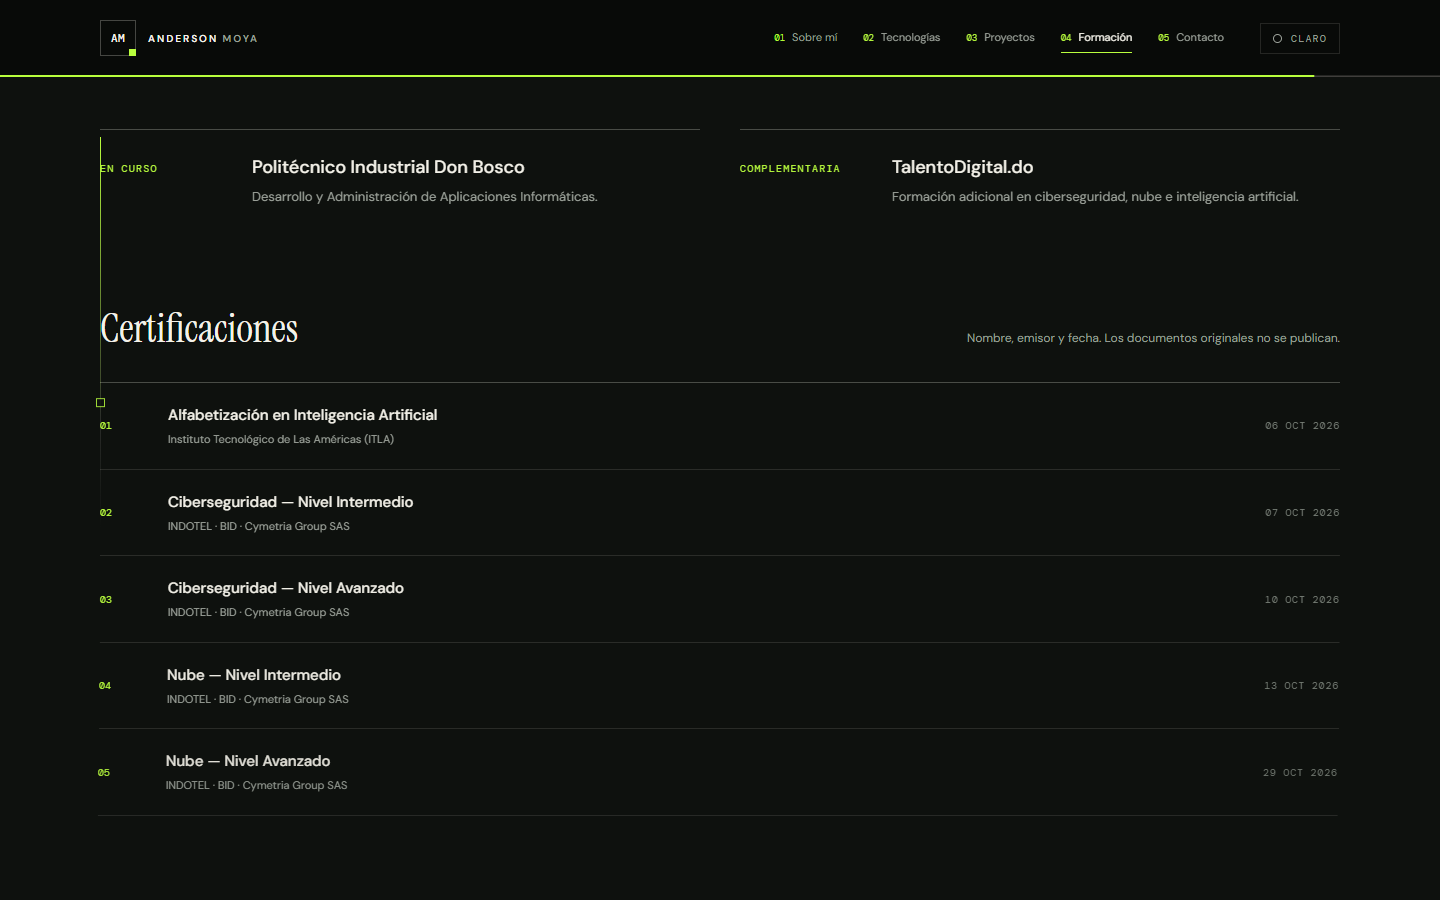 AM ANDERSON MOYA
01 Sobre mí 02 Tecnologías 03 Proyectos 04 Formación 05 Contacto CLARO
EN CURSO
Politécnico Industrial Don Bosco
Desarrollo y Administración de Aplicaciones Informáticas.
COMPLEMENTARIA
TalentoDigital.do
Formación adicional en ciberseguridad, nube e inteligencia artificial.
Certificaciones
Nombre, emisor y fecha. Los documentos originales no se publican.
01 Alfabetización en Inteligencia Artificial 06 OCT 2026
Instituto Tecnológico de Las Américas (ITLA)
02 Ciberseguridad — Nivel Intermedio 07 OCT 2026
INDOTEL · BID · Cymetria Group SAS
03 Ciberseguridad — Nivel Avanzado 10 OCT 2026
INDOTEL · BID · Cymetria Group SAS
04 Nube — Nivel Intermedio 13 OCT 2026
INDOTEL · BID · Cymetria Group SAS
05 Nube — Nivel Avanzado 29 OCT 2026
INDOTEL · BID · Cymetria Group SAS